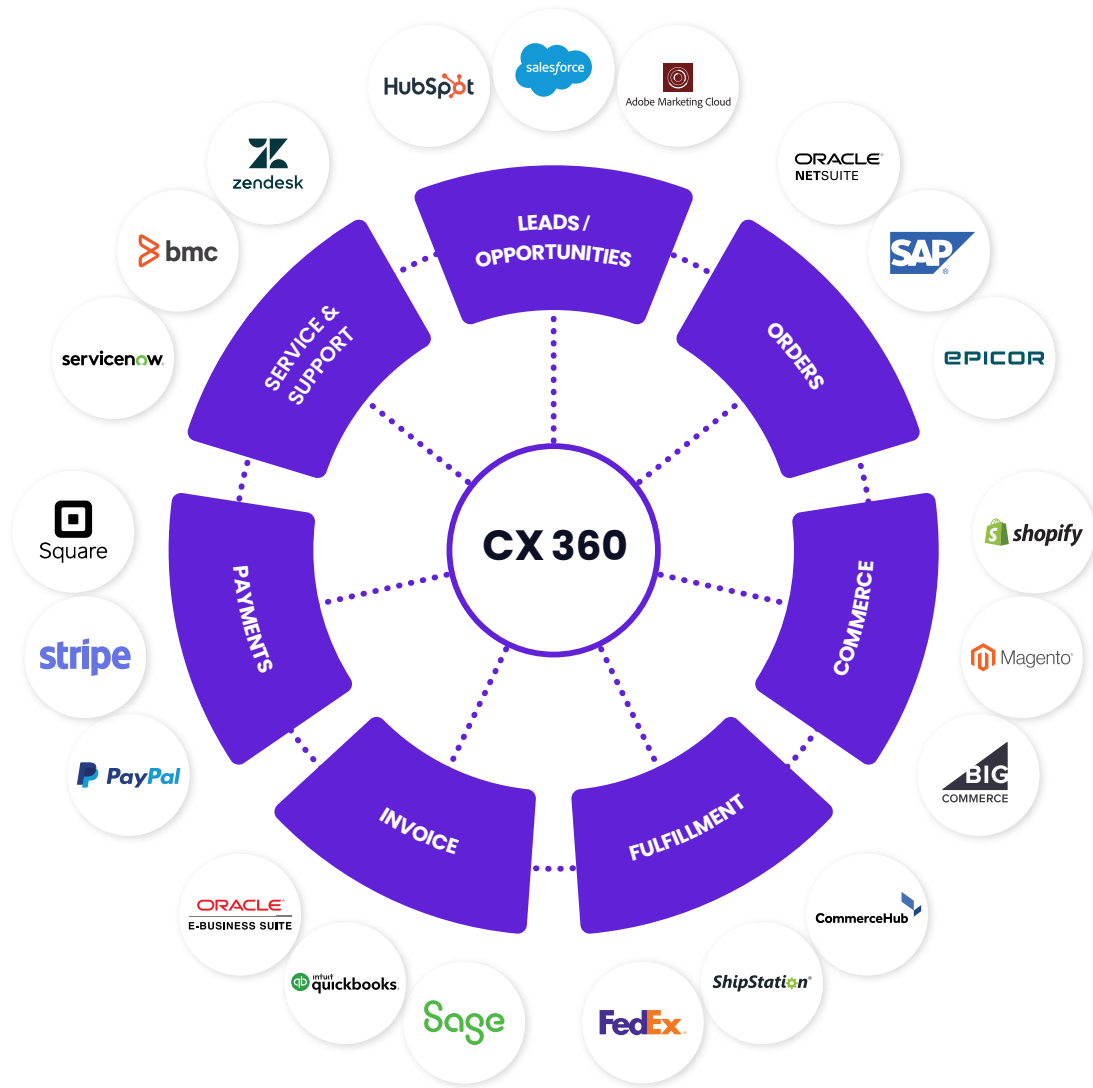 HubSpot
salesforce
Adobe Marketing Cloud
ORACLE
NETSUITE
SAP
®
EPICOR
shopify
Magento
BIG
COMMERCE
CommerceHub
ShipStation
FedEx
Sage
intuit
qb quickbooks.
ORACLE
E-BUSINESS SUITE
PayPal
stripe
Square
servicenow
bmc
zendesk
LEADS /
OPPORTUNITIES
ORDERS
COMMERCE
FULFILLMENT
INVOICE
PAYMENTS
SERVICE &
SUPPORT
CX 360